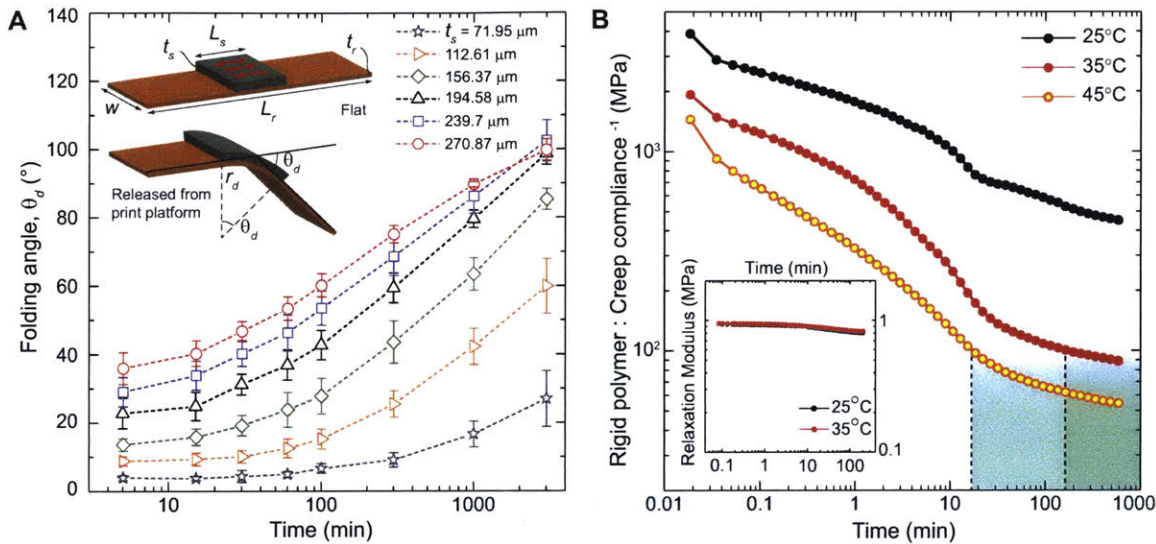 A
140
120
100
80
60
40
20
0
Folding angle, θd (°)
10
100
1000
Time (min)
ts = 71.95 μm
112.61 μm
156.37 μm
194.58 μm
239.7 μm
270.87 μm
Ls
ts
tr
w
Lr
Flat
θd
rd
Released from
print platform
θd
B
Rigid polymer : Creep compliance⁻¹ (MPa)
10³
10²
0.01
0.1
1
10
100
1000
Time (min)
25°C
35°C
45°C
Time (min)
Relaxation Modulus (MPa)
1
0.1
25°C
35°C
0.1
1
10
100